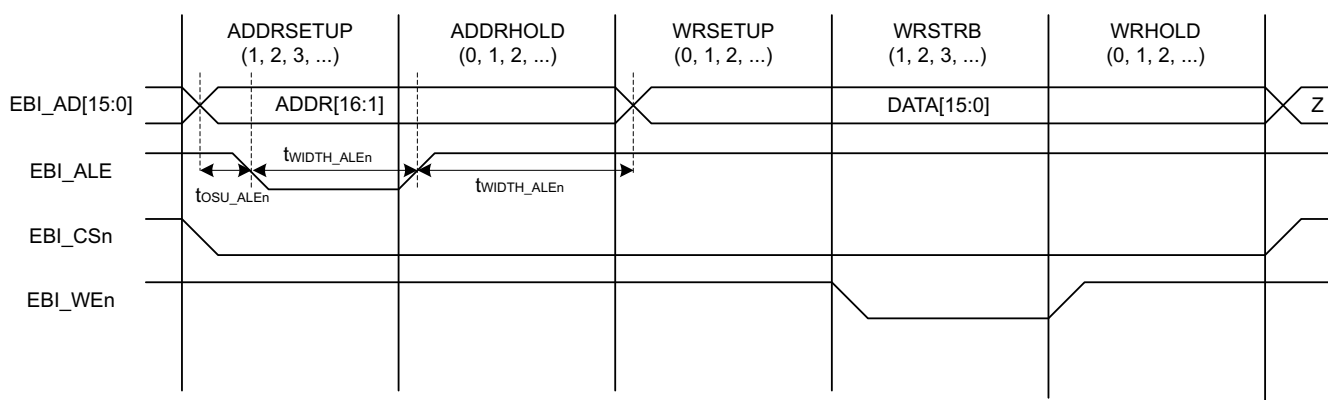 ADDRSETUP
(1, 2, 3, ...)
ADDRHOLD
(0, 1, 2, ...)
WRSETUP
(0, 1, 2, ...)
WRSTRB
(1, 2, 3, ...)
WRHOLD
(0, 1, 2, ...)
EBI_AD[15:0]
ADDR[16:1]
DATA[15:0]
Z
EBI_ALE
tWIDTH_ALEn
tOSU_ALEn
tWIDTH_ALEn
EBI_CSn
EBI_WEn